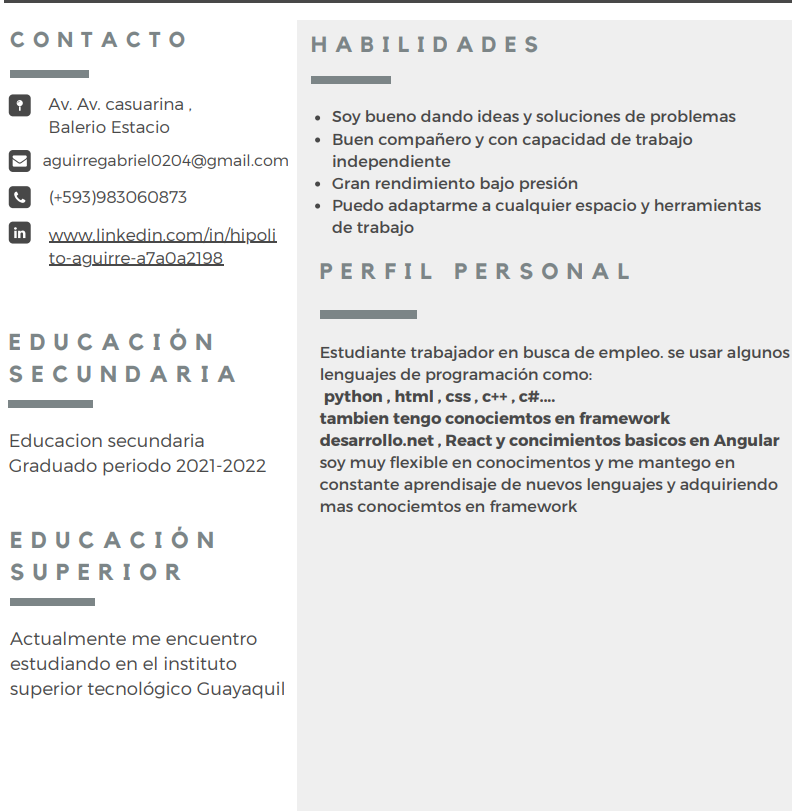 CONTACTO
Av. Av. casuarina ,
Balerio Estacio
aguirregabriel0204@gmail.com
(+593)983060873
www.linkedin.com/in/hipoli
to-aguirre-a7a0a2198
EDUCACIÓN
SECUNDARIA
Educacion secundaria
Graduado periodo 2021-2022
EDUCACIÓN
SUPERIOR
Actualmente me encuentro
estudiando en el instituto
superior tecnológico Guayaquil
HABILIDADES
• Soy bueno dando ideas y soluciones de problemas
• Buen compañero y con capacidad de trabajo
independiente
• Gran rendimiento bajo presión
• Puedo adaptarme a cualquier espacio y herramientas
de trabajo
PERFIL PERSONAL
Estudiante trabajador en busca de empleo. se usar algunos
lenguajes de programación como:
python , html , css , c++ , c#....
tambien tengo conociemtos en framework
desarrollo.net , React y concimientos basicos en Angular
soy muy flexible en conocimentos y me mantego en
constante aprendisaje de nuevos lenguajes y adquiriendo
mas conociemtos en framework